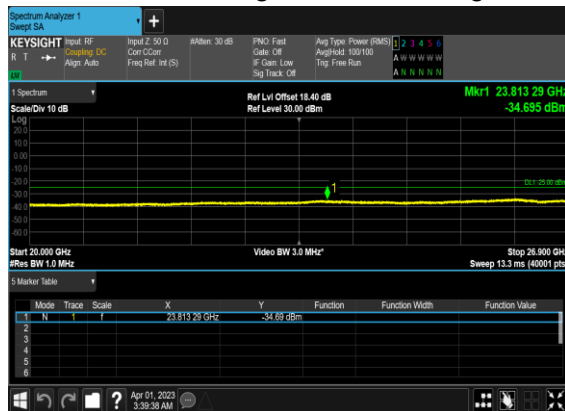 Spectrum Analyzer 1
Swept SA
+
KEYSIGHT Input: RF Input Z: 50 Ω #Atten: 30 dB PNO: Fast Avg Type: Power (RMS) 1 2 3 4 5 6
R T Coupling: DC Corr CCorr Gate: Off Avg|Hold: 100/100 A W W W W W
Align: Auto Freq Ref: Int (S) IF Gain: Low Trig: Free Run
LW Sig Track: Off A N N N N N
1 Spectrum Ref Lvl Offset 18.40 dB Mkr1 23.813 29 GHz
Scale/Div 10 dB Ref Level 30.00 dBm -34.695 dBm
Log
20.0
10.0
0.00
-10.0
-20.0
1
DL1 -25.00 dBm
-30.0
-40.0
-50.0
-60.0
Start 20.000 GHz Video BW 3.0 MHz* Stop 26.900 GHz
#Res BW 1.0 MHz Sweep 13.3 ms (40001 pts)
5 Marker Table
Mode Trace Scale X Y Function Function Width Function Value
1 N 1 f 23.813 29 GHz -34.69 dBm
2
3
4
5
6
? Apr 01, 2023
3:39:38 AM